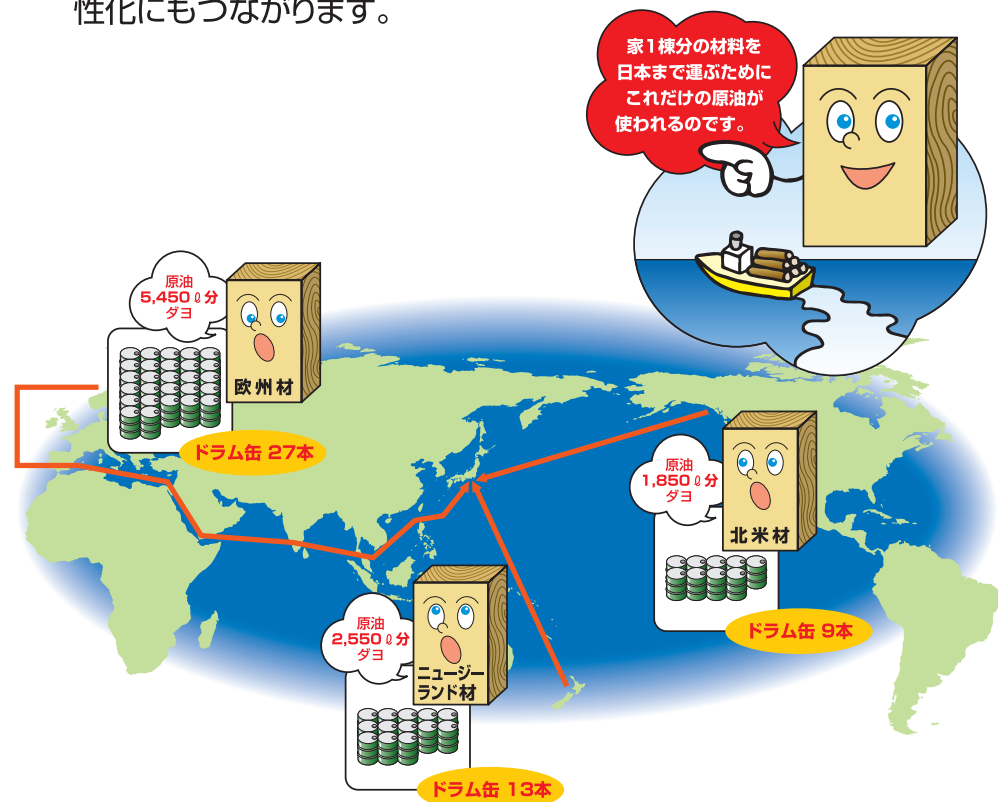 性化にもつながります。
家1棟分の材料を
日本まで運ぶために
これだけの原油が
使われるのです。
原油
5,450ℓ分
ダヨ
欧州材
ドラム缶 27本
原油
1,850ℓ分
ダヨ
北米材
ドラム缶 9本
原油
2,550ℓ分
ダヨ
ニュージー
ランド材
ドラム缶 13本